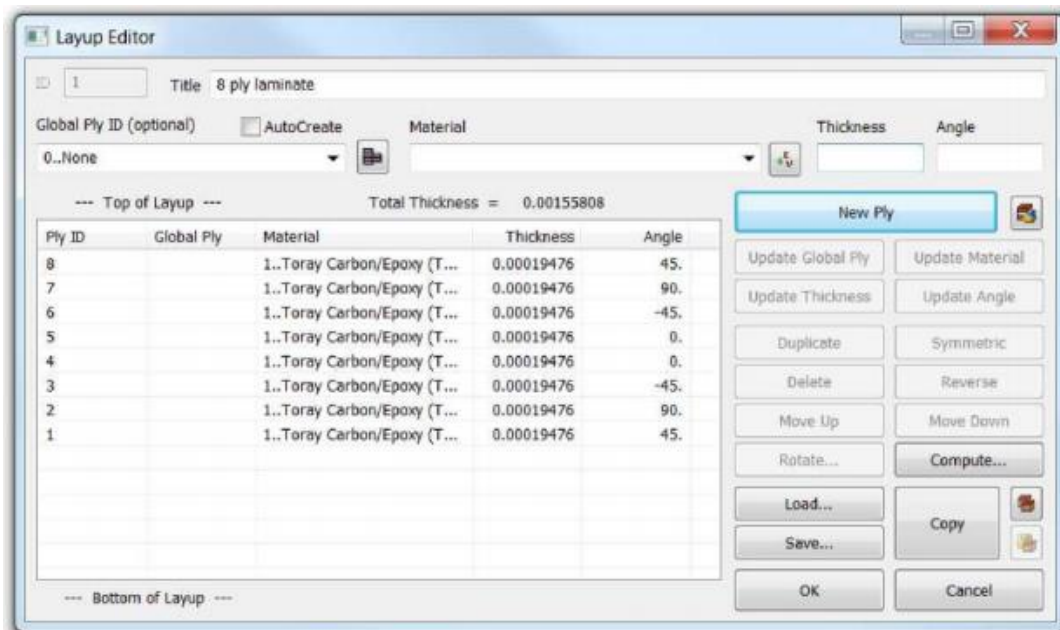 Layup Editor
ID 1 Title 8 ply laminate
Global Ply ID (optional) AutoCreate Material Thickness Angle
0..None
--- Top of Layup --- Total Thickness = 0.00155808
New Ply
Ply ID Global Ply Material Thickness Angle
8 1..Toray Carbon/Epoxy (T... 0.00019476 45.
7 1..Toray Carbon/Epoxy (T... 0.00019476 90.
6 1..Toray Carbon/Epoxy (T... 0.00019476 -45.
5 1..Toray Carbon/Epoxy (T... 0.00019476 0.
4 1..Toray Carbon/Epoxy (T... 0.00019476 0.
3 1..Toray Carbon/Epoxy (T... 0.00019476 -45.
2 1..Toray Carbon/Epoxy (T... 0.00019476 90.
1 1..Toray Carbon/Epoxy (T... 0.00019476 45.
Update Global Ply Update Material
Update Thickness Update Angle
Duplicate Symmetric
Delete Reverse
Move Up Move Down
Rotate... Compute...
Load...
Copy
Save...
--- Bottom of Layup ---
OK Cancel